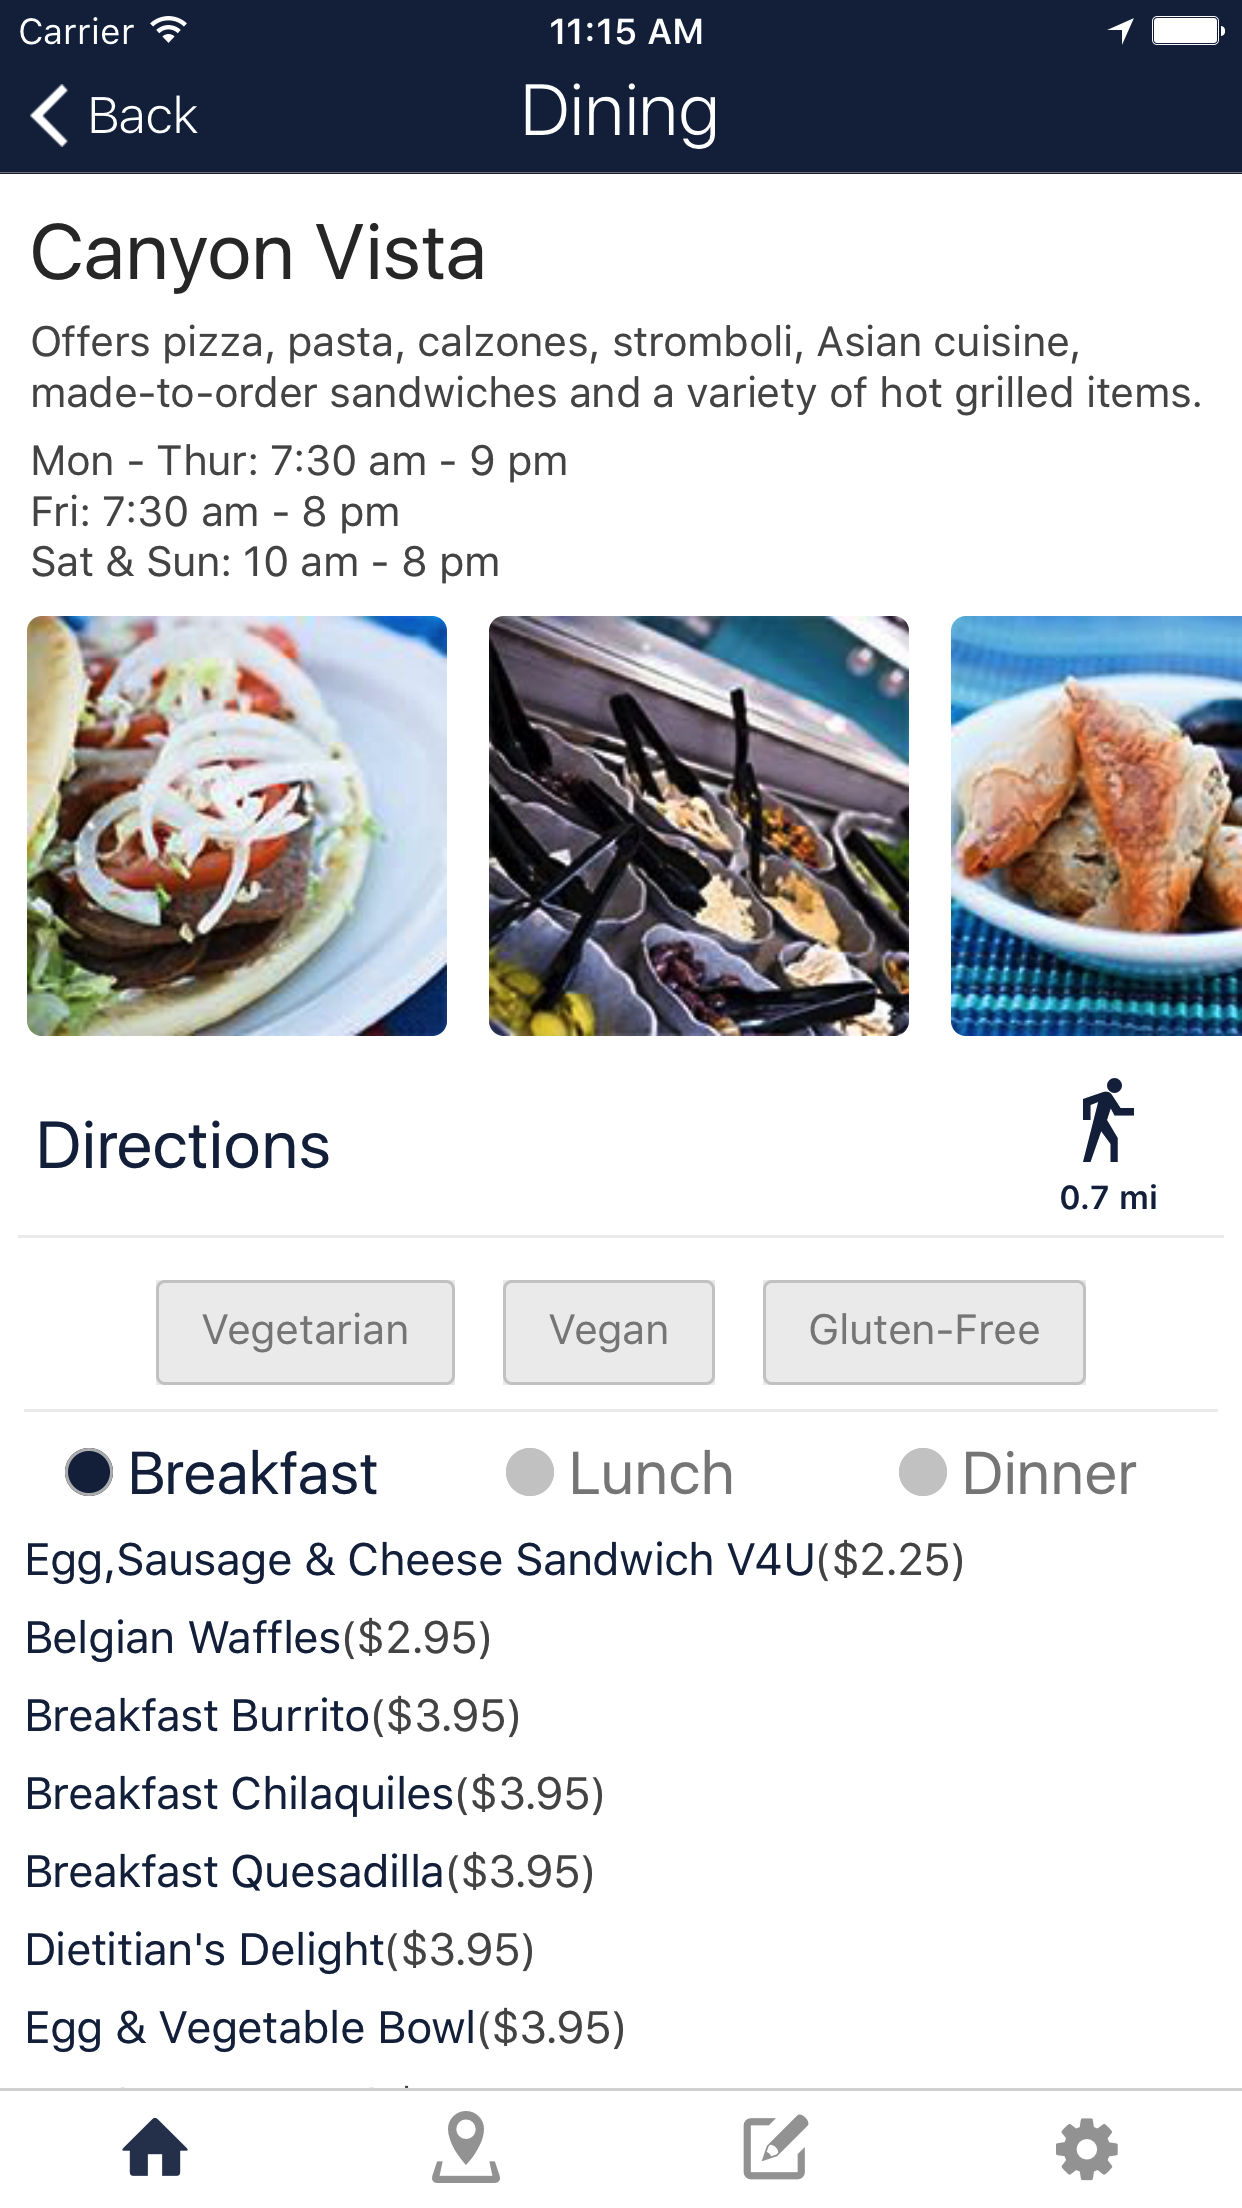 Carrier 11:15 AM
Back Dining
Canyon Vista
Offers pizza, pasta, calzones, stromboli, Asian cuisine,
made-to-order sandwiches and a variety of hot grilled items.
Mon - Thur: 7:30 am - 9 pm
Fri: 7:30 am - 8 pm
Sat & Sun: 10 am - 8 pm
Directions
0.7 mi
Vegetarian Vegan Gluten-Free
Breakfast Lunch Dinner
Egg,Sausage & Cheese Sandwich V4U($2.25)
Belgian Waffles($2.95)
Breakfast Burrito($3.95)
Breakfast Chilaquiles($3.95)
Breakfast Quesadilla($3.95)
Dietitian's Delight($3.95)
Egg & Vegetable Bowl($3.95)